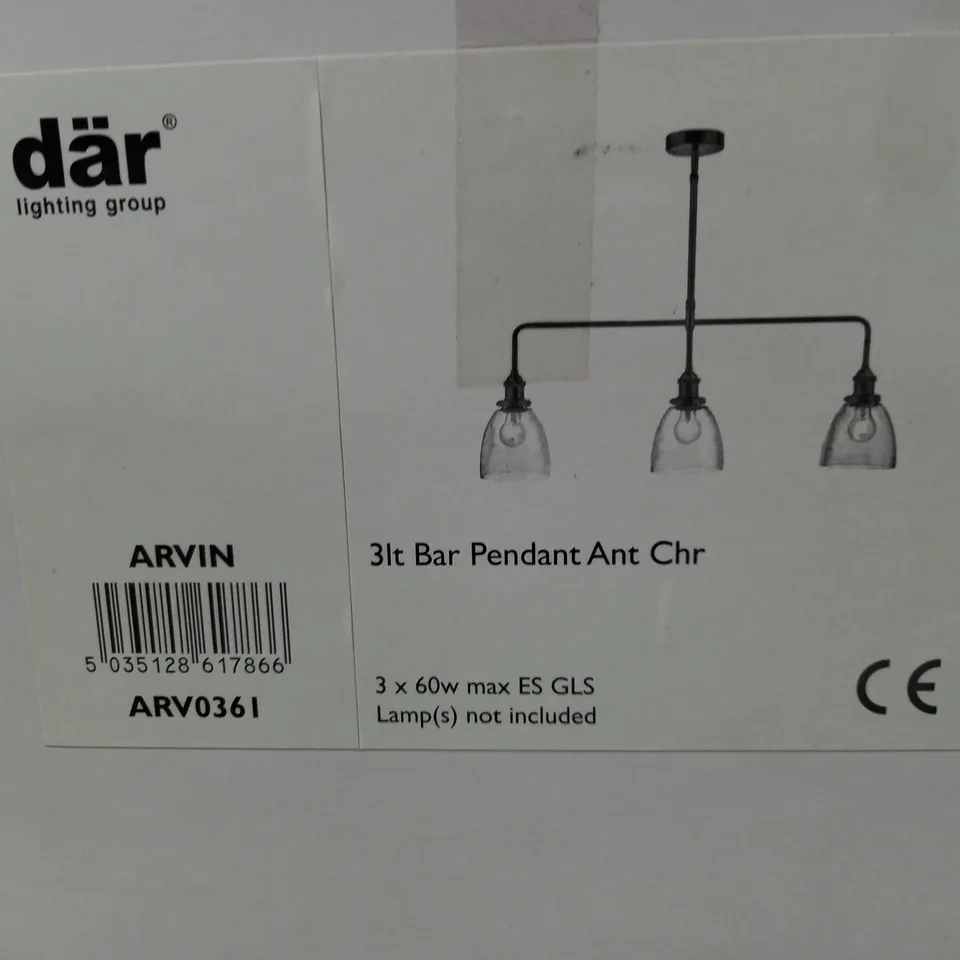 där®
lighting group
ARVIN
5 035128 617866
ARV0361
3lt Bar Pendant Ant Chr
3 x 60w max ES GLS
Lamp(s) not included
CE